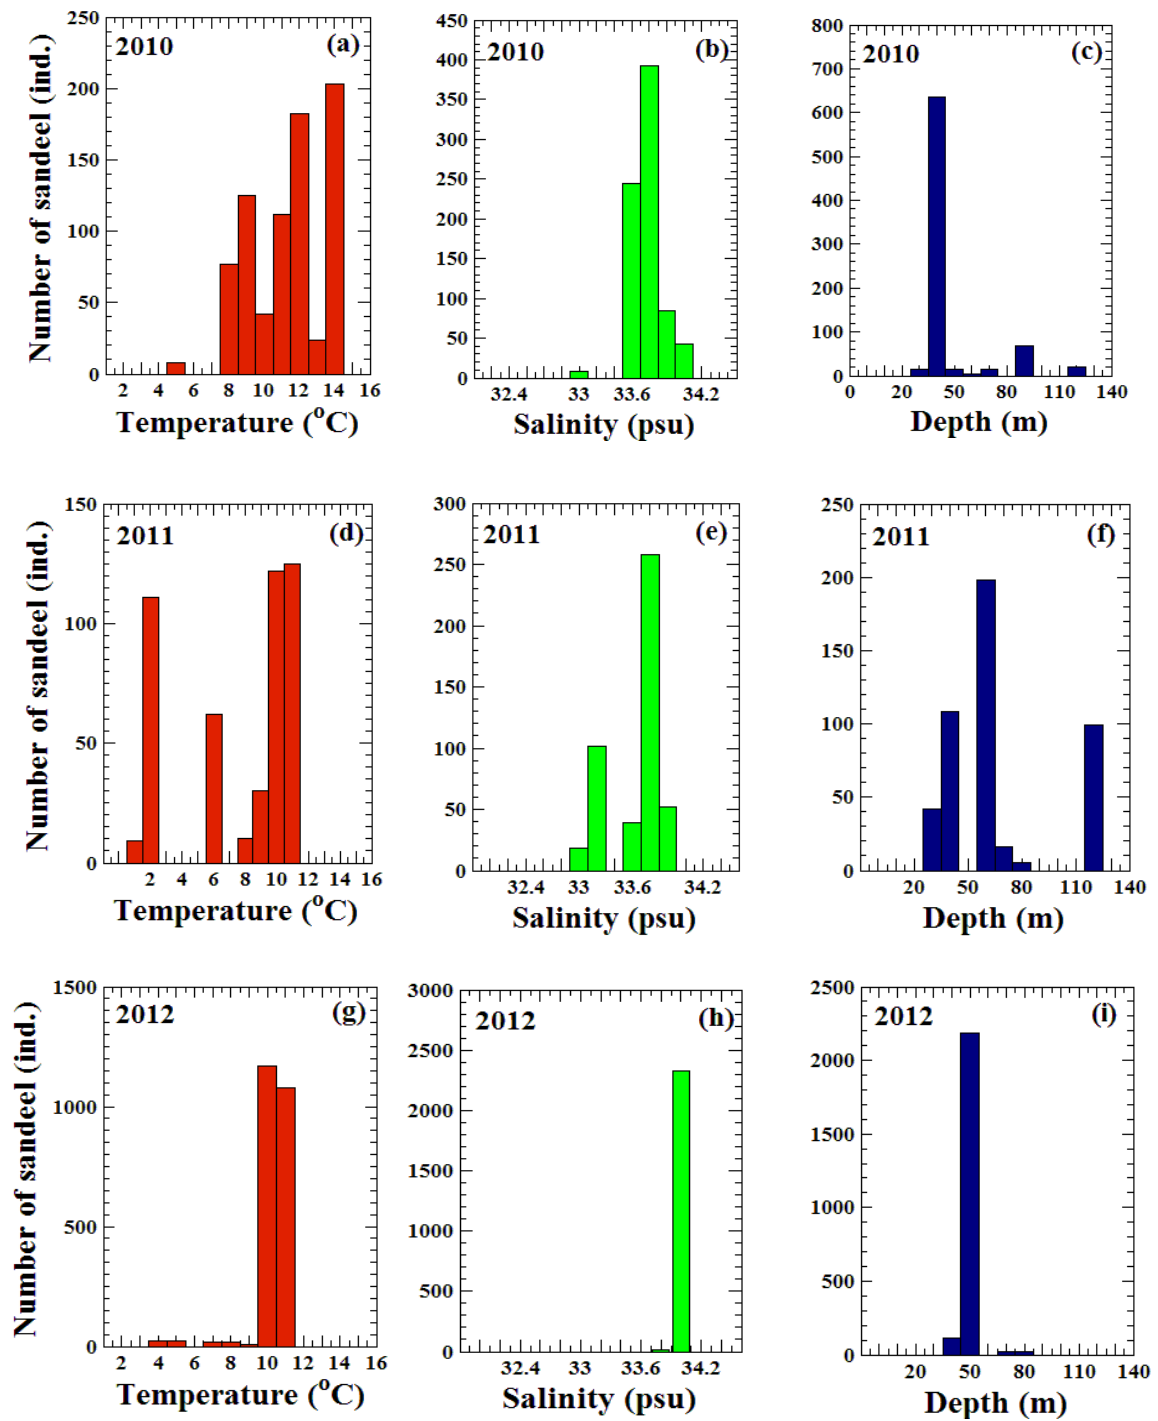 2010 (a)
250
200
150
100
50
0
2 4 6 8 10 12 14 16
Temperature (°C)
Number of sandeel (ind.)
2010 (b)
450
400
350
300
250
200
150
100
50
0
32.4 33 33.6 34.2
Salinity (psu)
2010 (c)
800
700
600
500
400
300
200
100
0
0 20 50 80 110 140
Depth (m)
2011 (d)
150
100
50
0
2 4 6 8 10 12 14 16
Temperature (°C)
Number of sandeel (ind.)
2011 (e)
300
250
200
150
100
50
0
32.4 33 33.6 34.2
Salinity (psu)
2011 (f)
250
200
150
100
50
0
20 50 80 110 140
Depth (m)
2012 (g)
1500
1000
500
0
2 4 6 8 10 12 14 16
Temperature (°C)
Number of sandeel (ind.)
2012 (h)
3000
2500
2000
1500
1000
500
0
32.4 33 33.6 34.2
Salinity (psu)
2012 (i)
2500
2000
1500
1000
500
0
20 50 80 110 140
Depth (m)